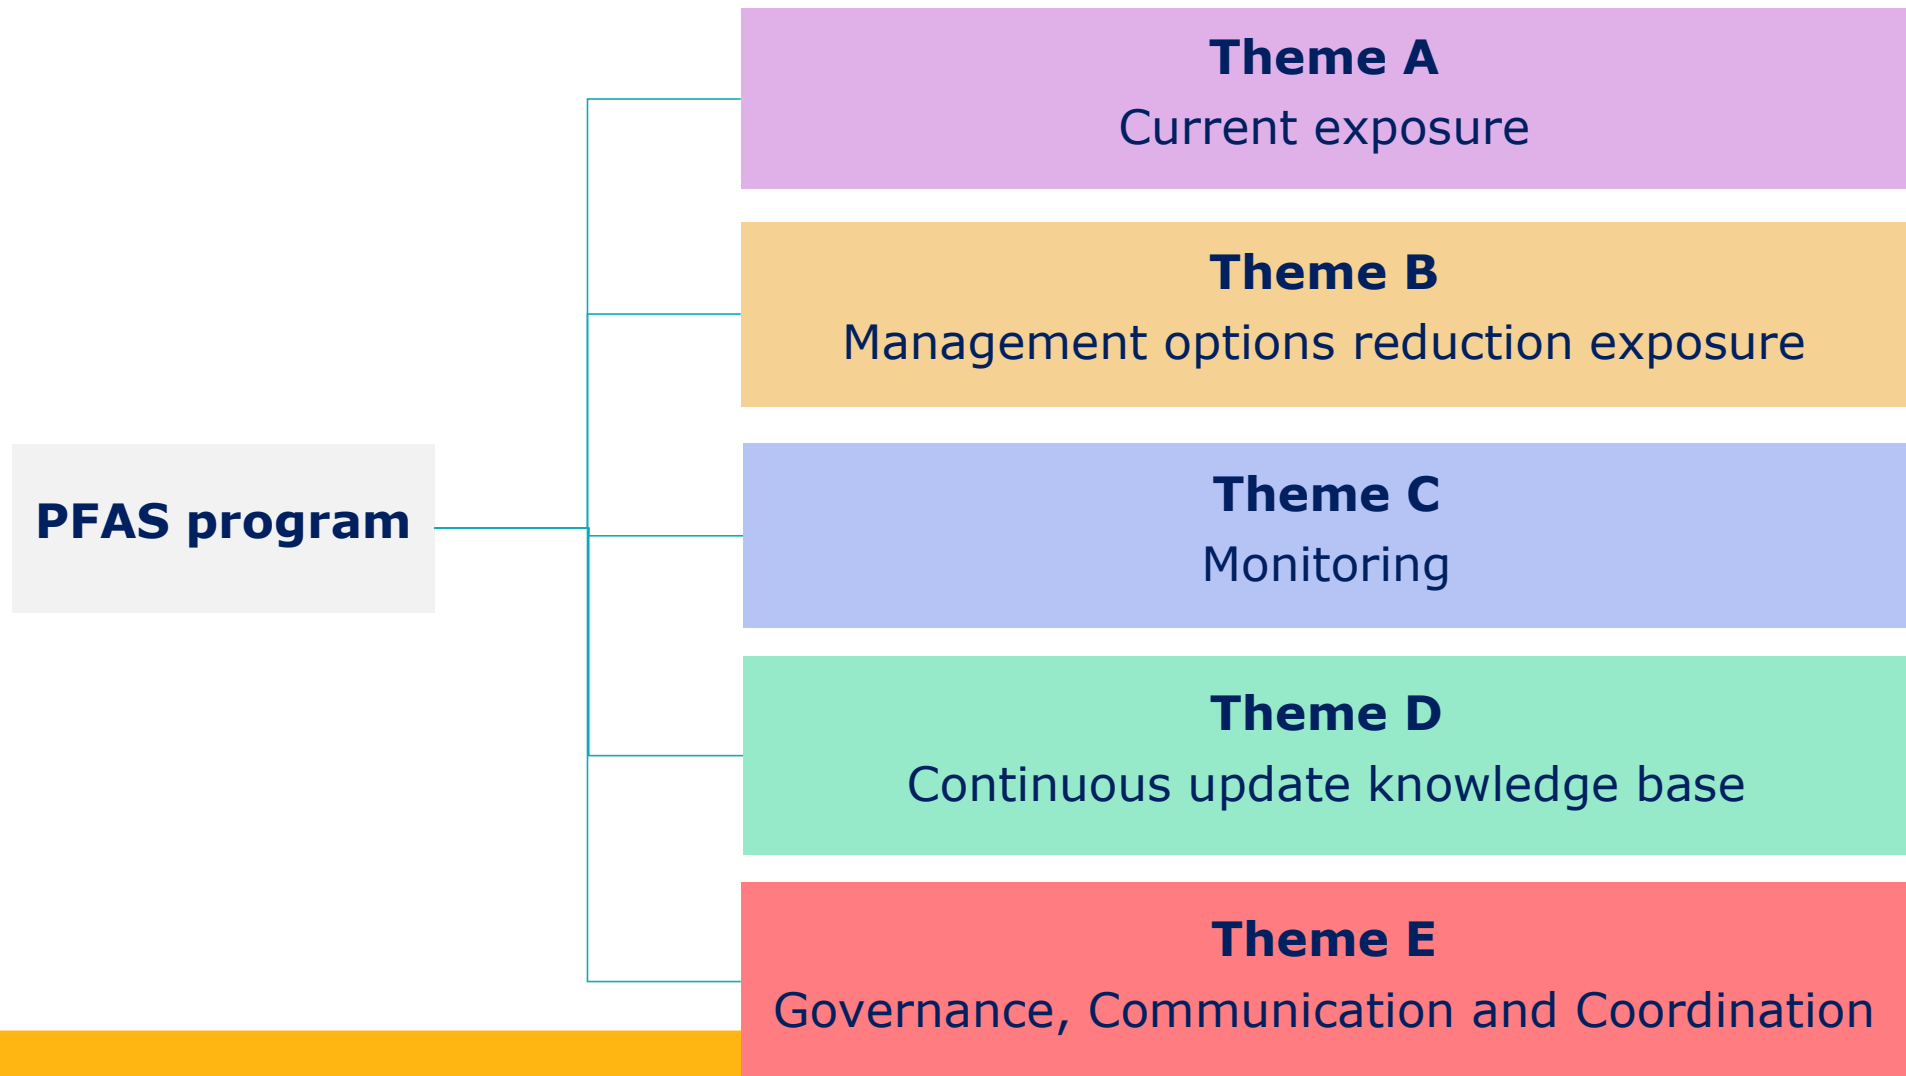 Theme A
Current exposure
Theme B
Management options reduction exposure
PFAS program
Theme C
Monitoring
Theme D
Continuous update knowledge base
Theme E
Governance, Communication and Coordination